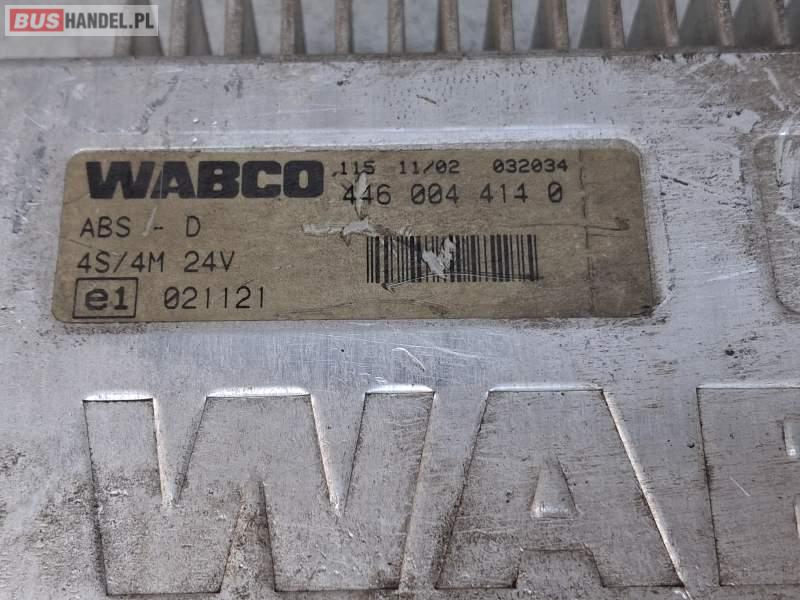 BUSHANDEL.PL
WABCO 115 11/02 032034
446 004 414 0
ABS - D
4S/4M 24V
e1 021121
WAB